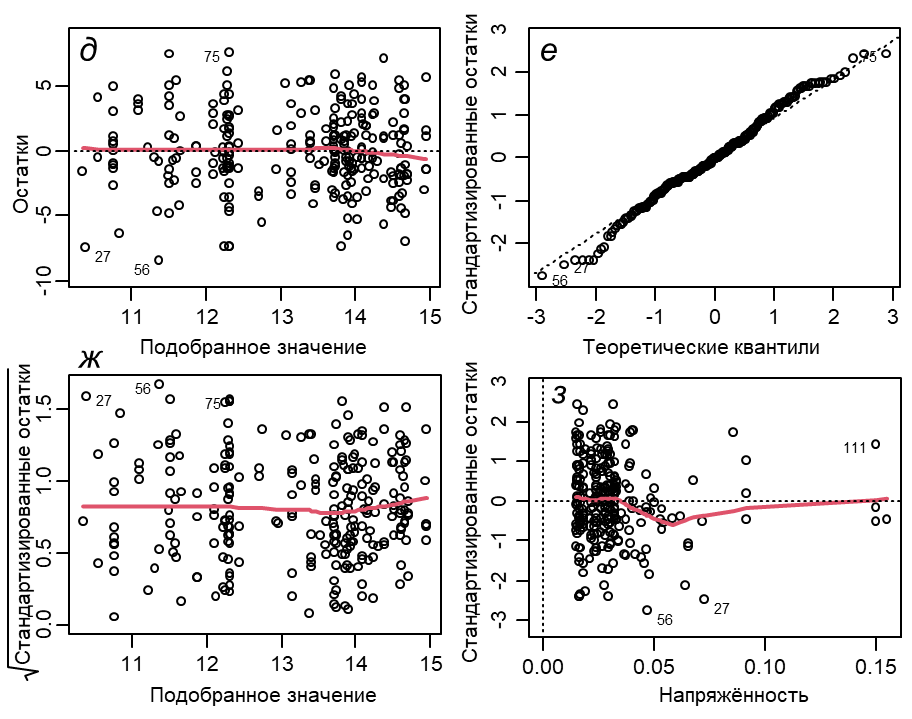 д
Остатки
5
0
-5
-10
75
27
56
11 12 13 14 15
Подобранное значение
е
Стандартизированные остатки
3
2
1
0
-1
-2
75
27
56
-3 -2 -1 0 1 2 3
Теоретические квантили
ж
√Стандартизированные остатки
1.5
1.0
0.5
0.0
56
27
75
11 12 13 14 15
Подобранное значение
з
Стандартизированные остатки
3
2
1
0
-1
-2
-3
111
27
56
0.00 0.05 0.10 0.15
Напряжённость